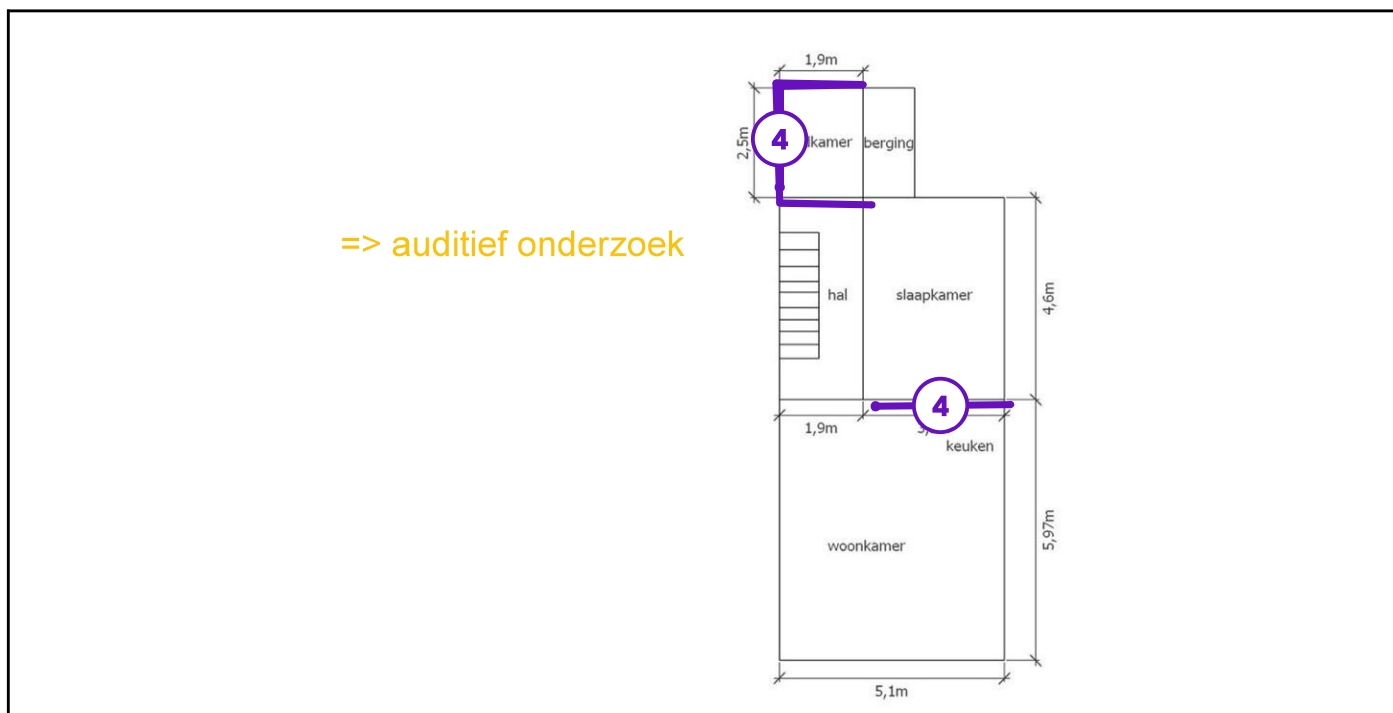 1,9m
2,5m
4
berging
=> auditief onderzoek
hal
slaapkamer
4,6m
4
1,9m
keuken
woonkamer
5,97m
5,1m